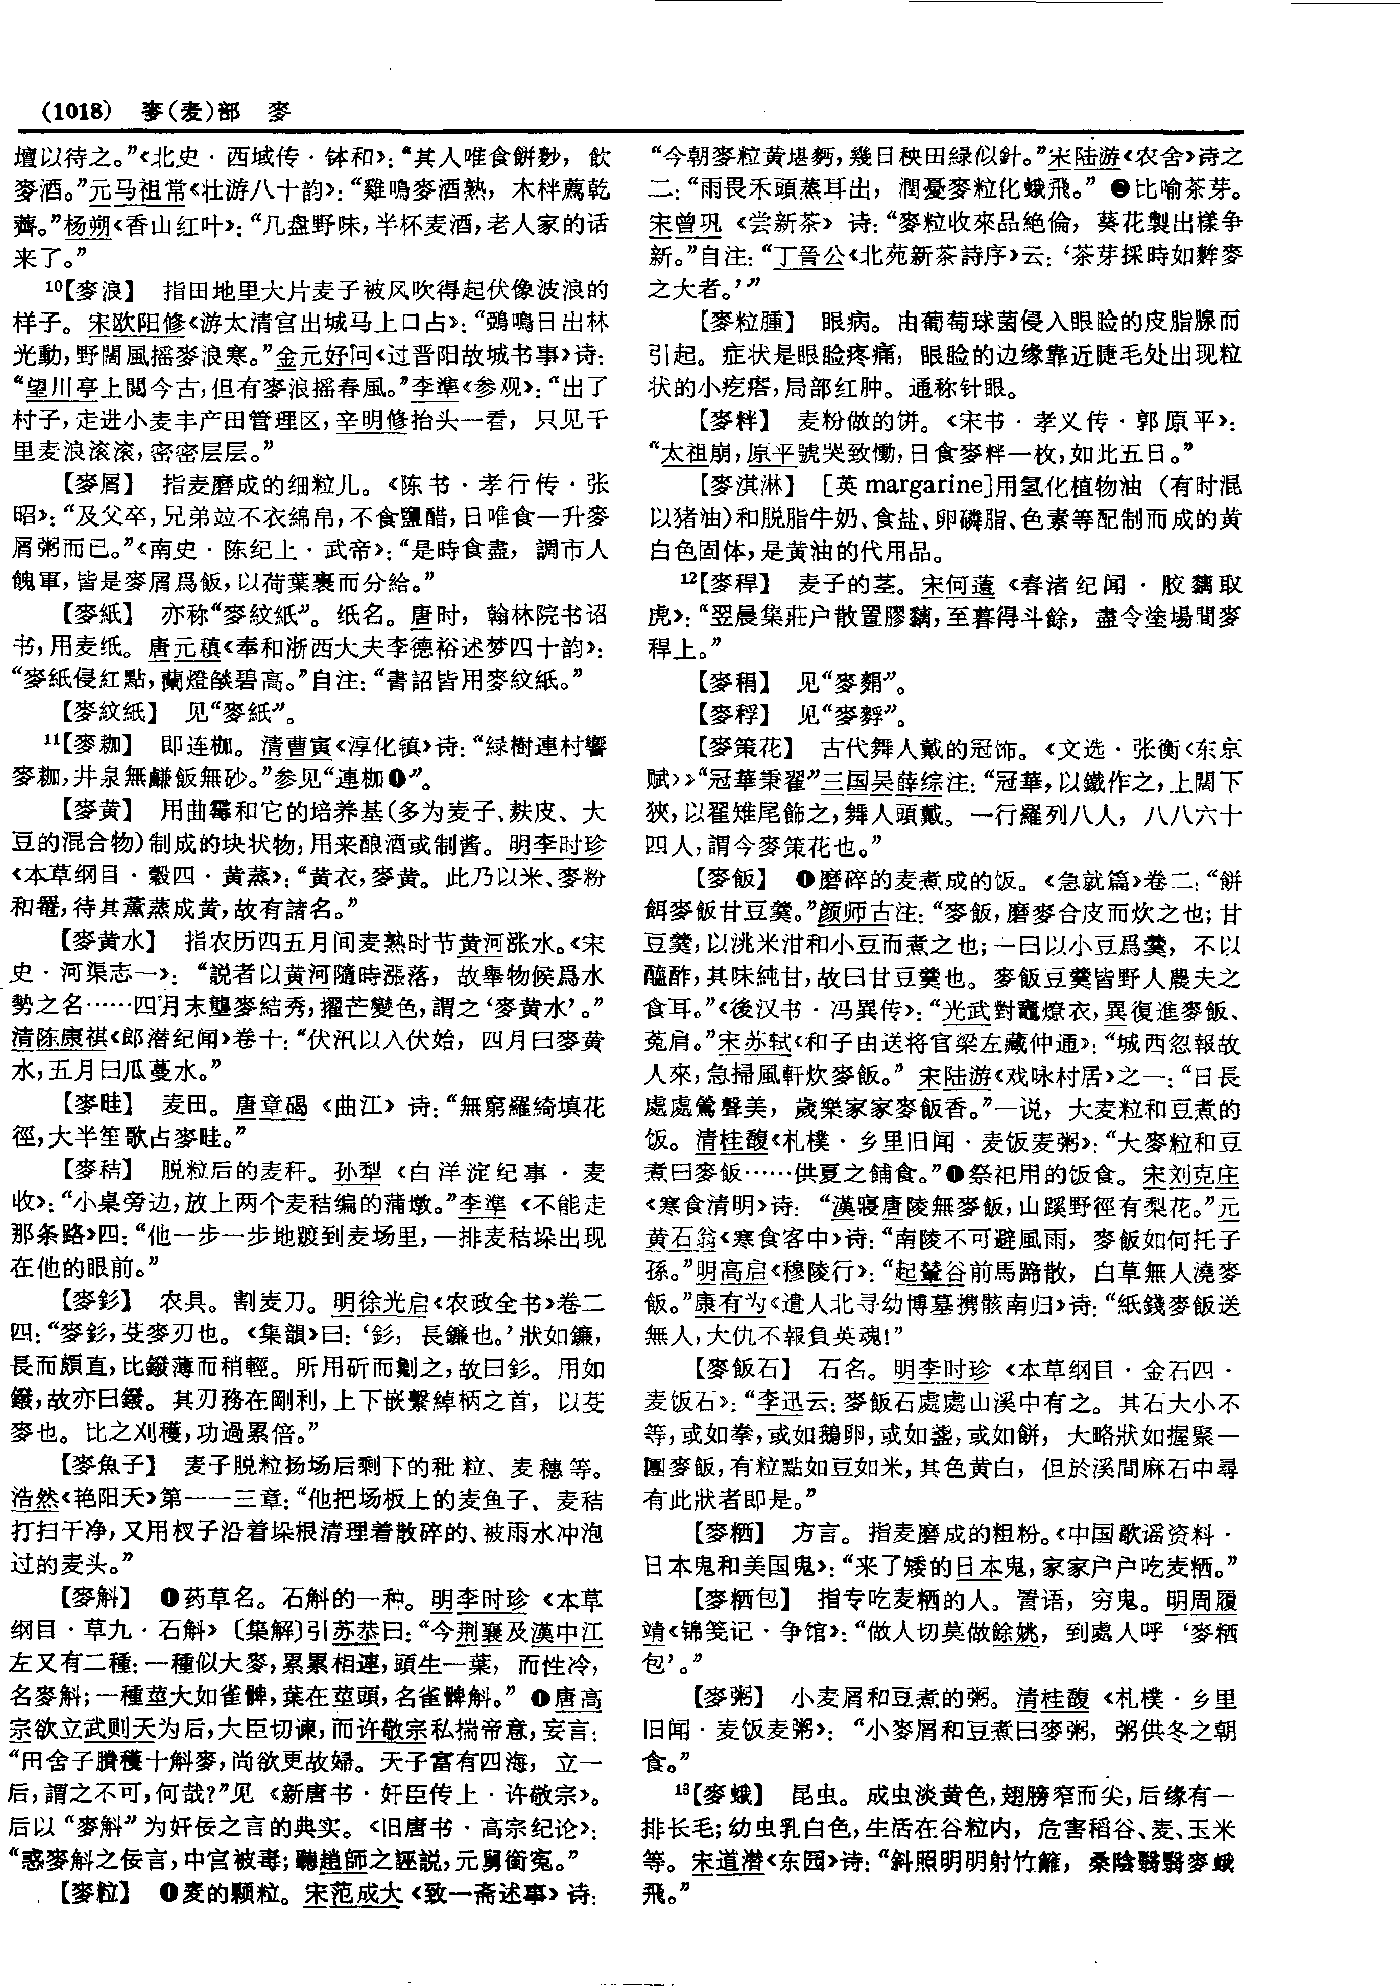 (1018) 麥(麦)部 麥
壇以待之。”《北史·西域传·钵和》：“其人唯食餅麨，飲
麥酒。”元马祖常《壮游八十韵》：“雞鳴麥酒熟，木柈薦乾
薺。”杨朔《香山红叶》：“几盘野味，半杯麦酒，老人家的话
来了。”
10【麥浪】 指田地里大片麦子被风吹得起伏像波浪的
样子。宋欧阳修《游太清宫出城马上口占》：“鵶鳴日出林
光動，野闊風摇麥浪寒。”金元好问《过晋阳故城书事》诗：
“望川亭上閲今古，但有麥浪摇春風。”李準《参观》：“出了
村子，走进小麦丰产田管理区，辛明修抬头一看，只见千
里麦浪滚滚，密密层层。”
【麥屑】 指麦磨成的细粒儿。《陈书·孝行传·张
昭》：“及父卒，兄弟竝不衣綿帛，不食鹽醋，日唯食一升麥
屑粥而已。”《南史·陈纪上·武帝》：“是時食盡，調市人
餽軍，皆是麥屑爲飯，以荷葉裹而分給。”
【麥紙】 亦称“麥紋紙”。纸名。唐时，翰林院书诏
书，用麦纸。唐元稹《奉和浙西大夫李德裕述梦四十韵》：
“麥紙侵紅點，蘭燈燄碧高。”自注：“書詔皆用麥紋紙。”
【麥紋紙】 见“麥紙”。
11【麥枷】 即连枷。清曹寅《淳化镇》诗：“緑樹連村響
麥枷，井泉無鹻飯無砂。”参见“連枷❶”。
【麥黄】 用曲霉和它的培养基(多为麦子、麸皮、大
豆的混合物)制成的块状物，用来酿酒或制酱。明李时珍
《本草纲目·穀四·黄蒸》：“黄衣，麥黄。此乃以米、麥粉
和罨，待其薰蒸成黄，故有諸名。”
【麥黄水】 指农历四五月间麦熟时节黄河涨水。《宋
史·河渠志一》：“説者以黄河隨時漲落，故舉物候爲水
勢之名……四月末壟麥結秀，擢芒變色，謂之‘麥黄水’。”
清陈康祺《郎潜纪闻》卷十：“伏汛以入伏始，四月曰麥黄
水，五月曰瓜蔓水。”
【麥畦】 麦田。唐章碣《曲江》诗：“無窮羅綺填花
徑，大半笙歌占麥畦。”
【麥秸】 脱粒后的麦秆。孙犁《白洋淀纪事·麦
收》：“小桌旁边，放上两个麦秸编的蒲墩。”李準《不能走
那条路》四：“他一步一步地踱到麦场里，一排麦秸垛出现
在他的眼前。”
【麥釤】 农具。割麦刀。明徐光启《农政全书》卷二
四：“麥釤，芟麥刃也。《集韻》曰：‘釤，長鐮也。’狀如鐮，
長而頗直，比鏺薄而稍輕。所用斫而劖之，故曰釤。用如
鏺，故亦曰鏺。其刃務在剛利，上下嵌繫綽柄之首，以芟
麥也。比之刈穫，功過累倍。”
【麥魚子】 麦子脱粒扬场后剩下的秕粒、麦穗等。
浩然《艳阳天》第一一三章：“他把场板上的麦鱼子、麦秸
打扫干净，又用杈子沿着垛根清理着散碎的、被雨水冲泡
过的麦头。”
【麥斛】 ❶药草名。石斛的一种。明李时珍《本草
纲目·草九·石斛》〔集解〕引苏恭曰：“今荆襄及漢中江
左又有二種：一種似大麥，累累相連，頭生一葉，而性冷，
名麥斛；一種莖大如雀髀，葉在莖頭，名雀髀斛。”❶唐高
宗欲立武则天为后，大臣切谏，而许敬宗私揣帝意，妄言：
“田舍子賸穫十斛麥，尚欲更故婦。天子富有四海，立一
后，謂之不可，何哉？”见《新唐书·奸臣传上·许敬宗》。
后以“麥斛”为奸佞之言的典实。《旧唐书·高宗纪论》：
“惑麥斛之佞言，中宫被毒；聽趙師之誣説，元舅銜冤。”
【麥粒】 ❶麦的颗粒。宋范成大《致一斋述事》诗：
“今朝麥粒黄堪麪，幾日秧田緑似針。”宋陆游《农舍》诗之
二：“雨畏禾頭蒸耳出，潤憂麥粒化蛾飛。”❷比喻茶芽。
宋曾巩《尝新茶》诗：“麥粒收來品絶倫，葵花製出樣争
新。”自注：“丁晉公《北苑新茶詩序》云：‘茶芽採時如麰麥
之大者。’”
【麥粒腫】 眼病。由葡萄球菌侵入眼睑的皮脂腺而
引起。症状是眼睑疼痛，眼睑的边缘靠近睫毛处出现粒
状的小疙瘩，局部红肿。通称针眼。
【麥粩】 麦粉做的饼。《宋书·孝义传·郭原平》：
“太祖崩，原平號哭致慟，日食麥粩一枚，如此五日。”
【麥淇淋】 [英 margarine]用氢化植物油(有时混
以猪油)和脱脂牛奶、食盐、卵磷脂、色素等配制而成的黄
白色固体，是黄油的代用品。
12【麥稈】 麦子的茎。宋何薳《春渚纪闻·胶黐取
虎》：“翌晨集莊户散置膠黐，至暮得斗餘，盡令塗場間麥
稈上。”
【麥䅌】 见“麥𪍺”。
【麥稃】 见“麥麩”。
【麥策花】 古代舞人戴的冠饰。《文选·张衡〈东京
赋〉》“冠華秉翟”三国吴薛综注：“冠華，以鐵作之，上闊下
狹，以翟雉尾飾之，舞人頭戴。一行羅列八人，八八六十
四人，謂今麥策花也。”
【麥飯】 ❶磨碎的麦煮成的饭。《急就篇》卷二：“餅
餌麥飯甘豆羹。”颜师古注：“麥飯，磨麥合皮而炊之也；甘
豆羹，以洮米泔和小豆而煮之也；一曰以小豆爲羹，不以
醯酢，其味純甘，故曰甘豆羹也。麥飯豆羹皆野人農夫之
食耳。”《後汉书·冯異传》：“光武對竈燎衣，異復進麥飯、
菟肩。”宋苏轼《和子由送将官梁左藏仲通》：“城西忽報故
人來，急掃風軒炊麥飯。”宋陆游《戏咏村居》之一：“日長
處處鶯聲美，歲樂家家麥飯香。”一说，大麦粒和豆煮的
饭。清桂馥《札樸·乡里旧闻·麦饭麦粥》：“大麥粒和豆
煮曰麥飯……供夏之餔食。”❶祭祀用的饭食。宋刘克庄
《寒食清明》诗：“漢寢唐陵無麥飯，山蹊野徑有梨花。”元
黄石翁《寒食客中》诗：“南陵不可避風雨，麥飯如何托子
孫。”明高启《穆陵行》：“起輦谷前馬蹄散，白草無人澆麥
飯。”康有为《遣人北寻幼博墓携骸南归》诗：“紙錢麥飯送
無人，大仇不報負英魂！”
【麥飯石】 石名。明李时珍《本草纲目·金石四·
麦饭石》：“李迅云：麥飯石處處山溪中有之。其石大小不
等，或如拳，或如鵝卵，或如盞，或如餅，大略狀如握聚一
團麥飯，有粒點如豆如米，其色黄白，但於溪間麻石中尋
有此狀者即是。”
【麥粞】 方言。指麦磨成的粗粉。《中国歌谣资料·
日本鬼和美国鬼》：“来了矮的日本鬼，家家户户吃麦粞。”
【麥粞包】 指专吃麦粞的人。詈语，穷鬼。明周履
靖《锦笺记·争馆》：“做人切莫做餘姚，到處人呼‘麥粞
包’。”
【麥粥】 小麦屑和豆煮的粥。清桂馥《札樸·乡里
旧闻·麦饭麦粥》：“小麥屑和豆煮曰麥粥，粥供冬之朝
食。”
13【麥蛾】 昆虫。成虫淡黄色，翅膀窄而尖，后缘有一
排长毛；幼虫乳白色，生活在谷粒内，危害稻谷、麦、玉米
等。宋道潜《东园》诗：“斜照明明射竹籬，桑陰翳翳麥蛾
飛。”